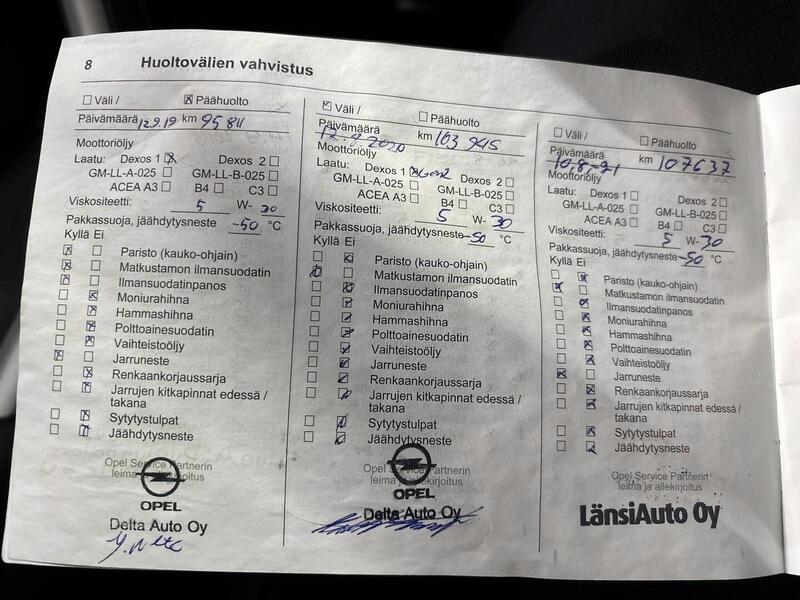 8 Huoltovälien vahvistus
Väli / Päähuolto
Päivämäärä 12.9.19 km 95 811
Moottoriöljy
Laatu: Dexos 1 Dexos 2
GM-LL-A-025 GM-LL-B-025
ACEA A3 B4 C3
Viskositeetti: 5 W- 30
Pakkassuoja, jäähdytysneste -50 °C
Kyllä Ei
Paristo (kauko-ohjain)
Matkustamon ilmansuodatin
Ilmansuodatinpanos
Moniurahihna
Hammashihna
Polttoainesuodatin
Vaihteistoöljy
Jarruneste
Renkaankorjaussarja
Jarrujen kitkapinnat edessä /
takana
Sytytystulpat
Jäähdytysneste
Opel Service Partnerin
leima ja allekirjoitus
OPEL
Delta Auto Oy
Väli / Päähuolto
Päivämäärä km 103 945
Moottoriöljy
Laatu: Dexos 1 Dexos 2
GM-LL-A-025 GM-LL-B-025
ACEA A3 B4 C3
Viskositeetti: 5 W- 30
Pakkassuoja, jäähdytysneste -50 °C
Kyllä Ei
Paristo (kauko-ohjain)
Matkustamon ilmansuodatin
Ilmansuodatinpanos
Moniurahihna
Hammashihna
Polttoainesuodatin
Vaihteistoöljy
Jarruneste
Renkaankorjaussarja
Jarrujen kitkapinnat edessä /
takana
Sytytystulpat
Jäähdytysneste
Opel Service Partnerin
leima ja allekirjoitus
OPEL
Delta Auto Oy
Väli / Päähuolto
Päivämäärä 10.8.-21 km 107637
Moottoriöljy
Laatu: Dexos 1 Dexos 2
GM-LL-A-025 GM-LL-B-025
ACEA A3 B4 C3
Viskositeetti: 5 W- 30
Pakkassuoja, jäähdytysneste -50 °C
Kyllä Ei
Paristo (kauko-ohjain)
Matkustamon ilmansuodatin
Ilmansuodatinpanos
Moniurahihna
Hammashihna
Polttoainesuodatin
Vaihteistoöljy
Jarruneste
Renkaankorjaussarja
Jarrujen kitkapinnat edessä /
takana
Sytytystulpat
Jäähdytysneste
Opel Service Partnerin
leima ja allekirjoitus
LänsiAuto Oy